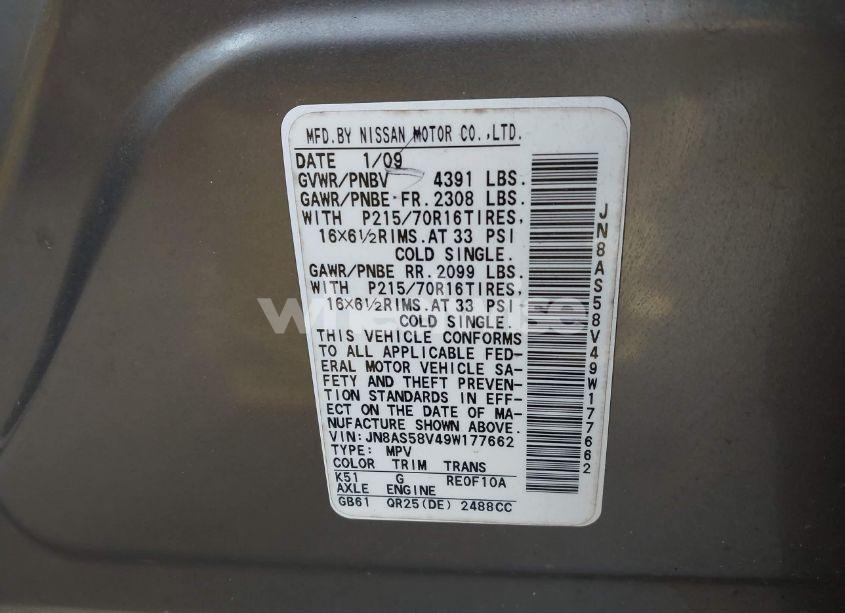 MFD.BY NISSAN MOTOR CO.,LTD.
DATE 1/09
GVWR/PNBV 4391 LBS.
GAWR/PNBE FR.2308 LBS.
WITH P215/70R16TIRES,
16X6½RIMS.AT 33 PSI
COLD SINGLE.
GAWR/PNBE RR.2099 LBS.
WITH P215/70R16TIRES,
16X6½RIMS.AT 33 PSI
COLD SINGLE.
THIS VEHICLE CONFORMS
TO ALL APPLICABLE FED-
ERAL MOTOR VEHICLE SA-
FETY AND THEFT PREVEN-
TION STANDARDS IN EFF-
ECT ON THE DATE OF MA-
NUFACTURE SHOWN ABOVE.
VIN:JN8AS58V49W177662
TYPE: MPV
COLOR TRIM TRANS
K51 G RE0F10A
AXLE ENGINE
GB61 QR25(DE) 2488CC
JN8AS58V49W177662